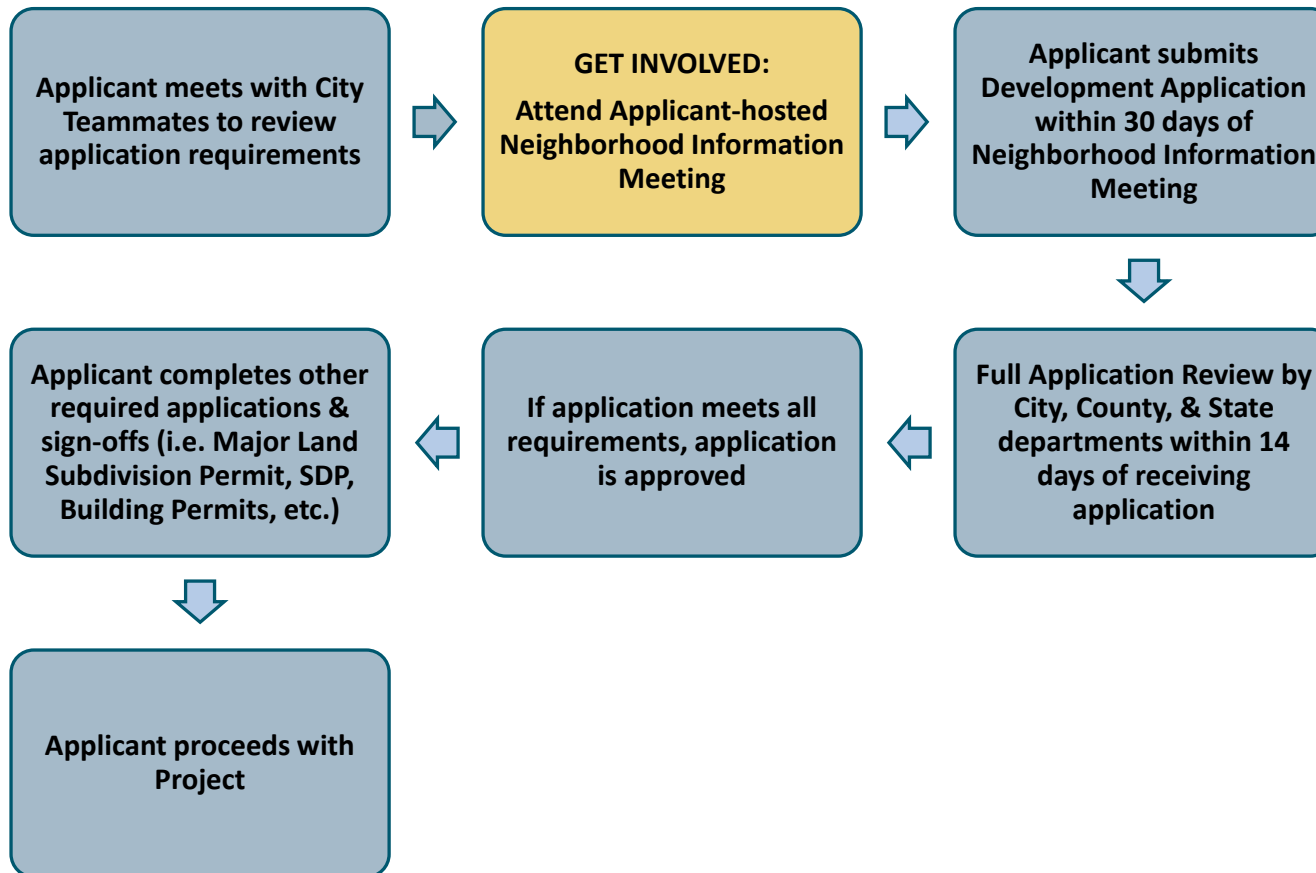 Applicant meets with City
Teammates to review
application requirements
GET INVOLVED:
Attend Applicant-hosted
Neighborhood Information
Meeting
Applicant submits
Development Application
within 30 days of
Neighborhood Information
Meeting
Full Application Review by
City, County, & State
departments within 14
days of receiving
application
If application meets all
requirements, application
is approved
Applicant completes other
required applications &
sign-offs (i.e. Major Land
Subdivision Permit, SDP,
Building Permits, etc.)
Applicant proceeds with
Project